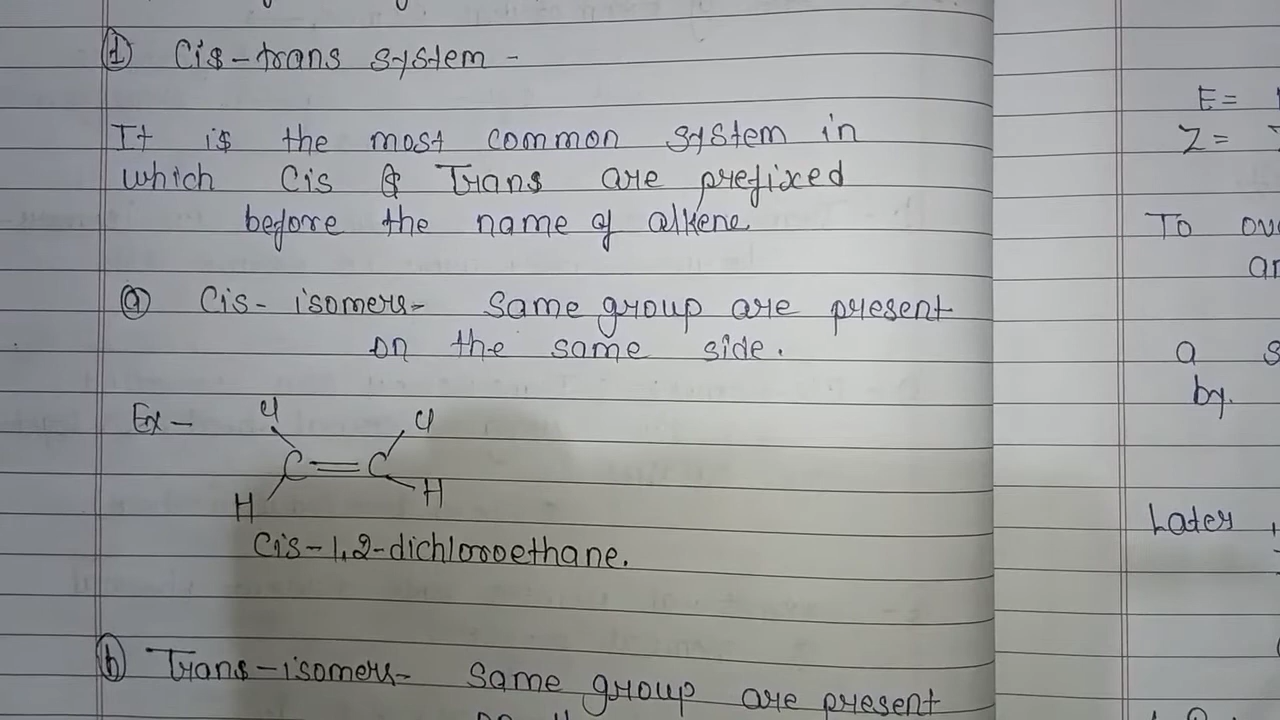 ① Cis-trans system -
It is the most common system in
which Cis & Trans are prefixed
before the name of alkene
ⓐ Cis- isomers- Same group are present
on the same side.
Ex -
Cl Cl
C=C
H H
Cis-1,2-dichloroethane.
ⓑ Trans-isomers- Same group are present
E=
Z=
To
a
by.
Later